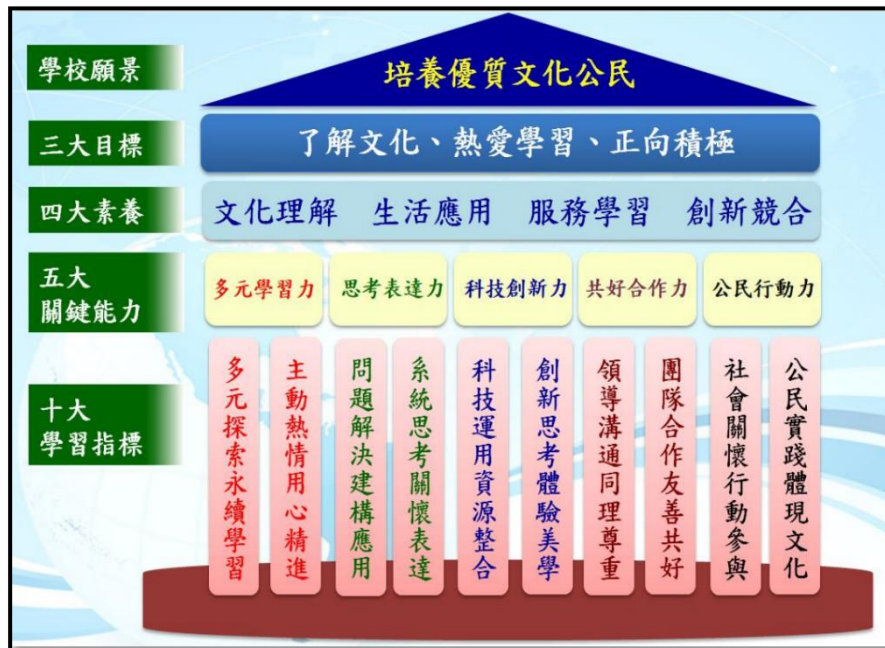 學校願景
培養優質文化公民
三大目標
了解文化、熱愛學習、正向積極
四大素養
文化理解 生活應用 服務學習 創新競合
五大
關鍵能力
多元學習力 思考表達力 科技創新力 共好合作力 公民行動力
十大
學習指標
多元探索永續學習
主動熱情用心精進
問題解決建構應用
系統思考關懷表達
科技運用資源整合
創新思考體驗美學
領導溝通同理尊重
團隊合作友善共好
社會關懷行動參與
公民實踐體現文化